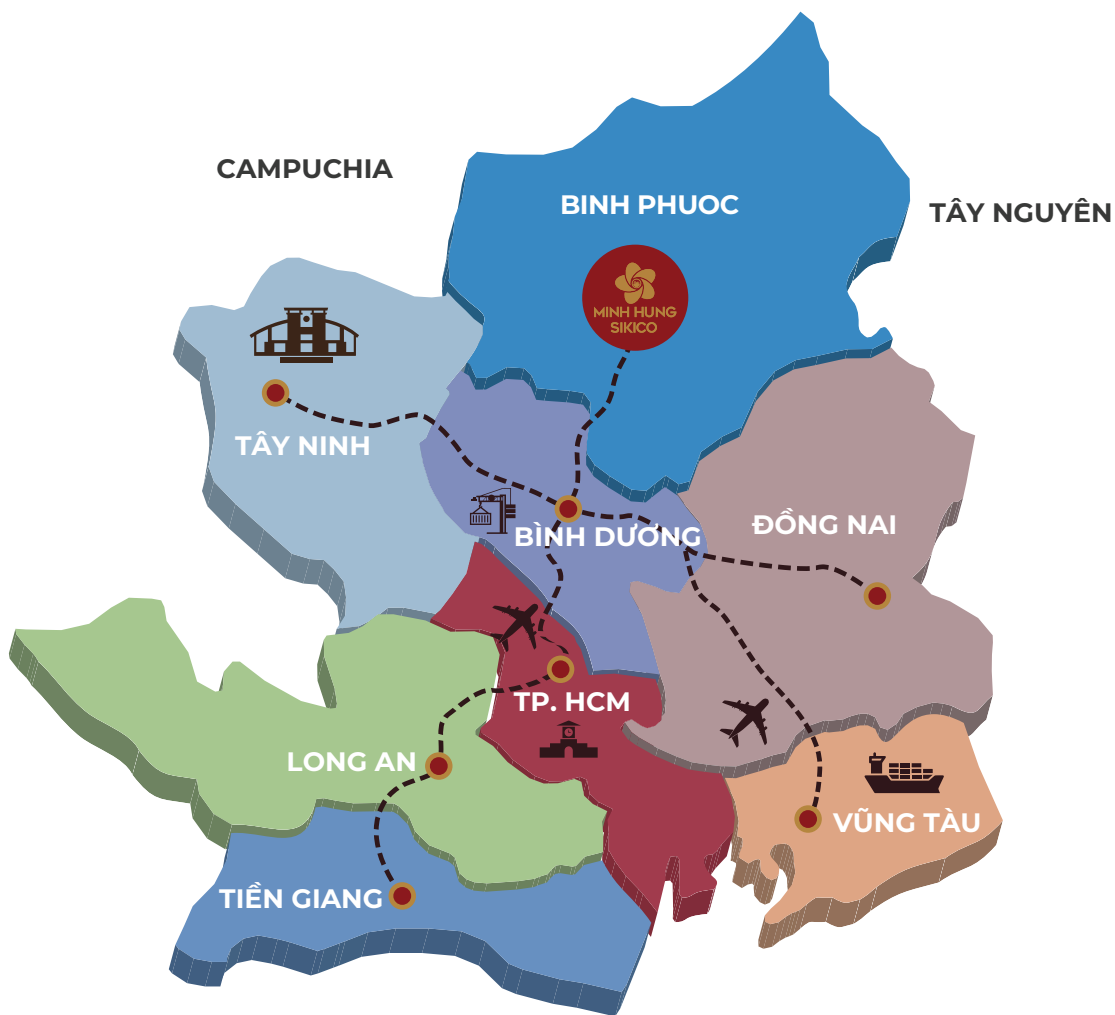 CAMPUCHIA
BINH PHUOC
TÂY NGUYÊN
MINH HUNG
SIKICO
TÂY NINH
BÌNH DƯƠNG
ĐỒNG NAI
TP. HCM
LONG AN
VŨNG TÀU
TIỀN GIANG